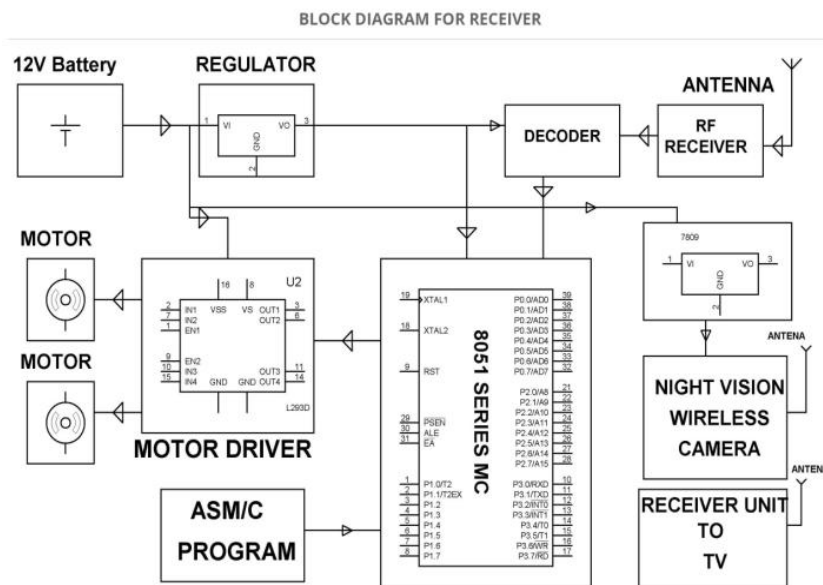 BLOCK DIAGRAM FOR RECEIVER
12V Battery
REGULATOR
1
VI
VO
3
GND
2
DECODER
RF
RECEIVER
ANTENNA
MOTOR
MOTOR
16
8
U2
2
IN1
7
IN2
1
EN1
VSS
VS
OUT1
3
OUT2
6
9
EN2
10
IN3
15
IN4
GND
GND
OUT3
11
OUT4
14
L293D
MOTOR DRIVER
ASM/C
PROGRAM
8051 SERIES MC
19
XTAL1
18
XTAL2
9
RST
29
PSEN
30
ALE
31
EA
1
P1.0/T2
2
P1.1/T2EX
3
P1.2
4
P1.3
5
P1.4
6
P1.5
7
P1.6
8
P1.7
P0.0/AD0
39
P0.1/AD1
38
P0.2/AD2
37
P0.3/AD3
36
P0.4/AD4
35
P0.5/AD5
34
P0.6/AD6
33
P0.7/AD7
32
P2.0/A8
21
P2.1/A9
22
P2.2/A10
23
P2.3/A11
24
P2.4/A12
25
P2.5/A13
26
P2.6/A14
27
P2.7/A15
28
P3.0/RXD
10
P3.1/TXD
11
P3.2/INT0
12
P3.3/INT1
13
P3.4/T0
14
P3.5/T1
15
P3.6/WR
16
P3.7/RD
17
7809
1
VI
VO
3
GND
2
ANTENA
NIGHT VISION
WIRELESS
CAMERA
ANTEN
RECEIVER UNIT
TO
TV